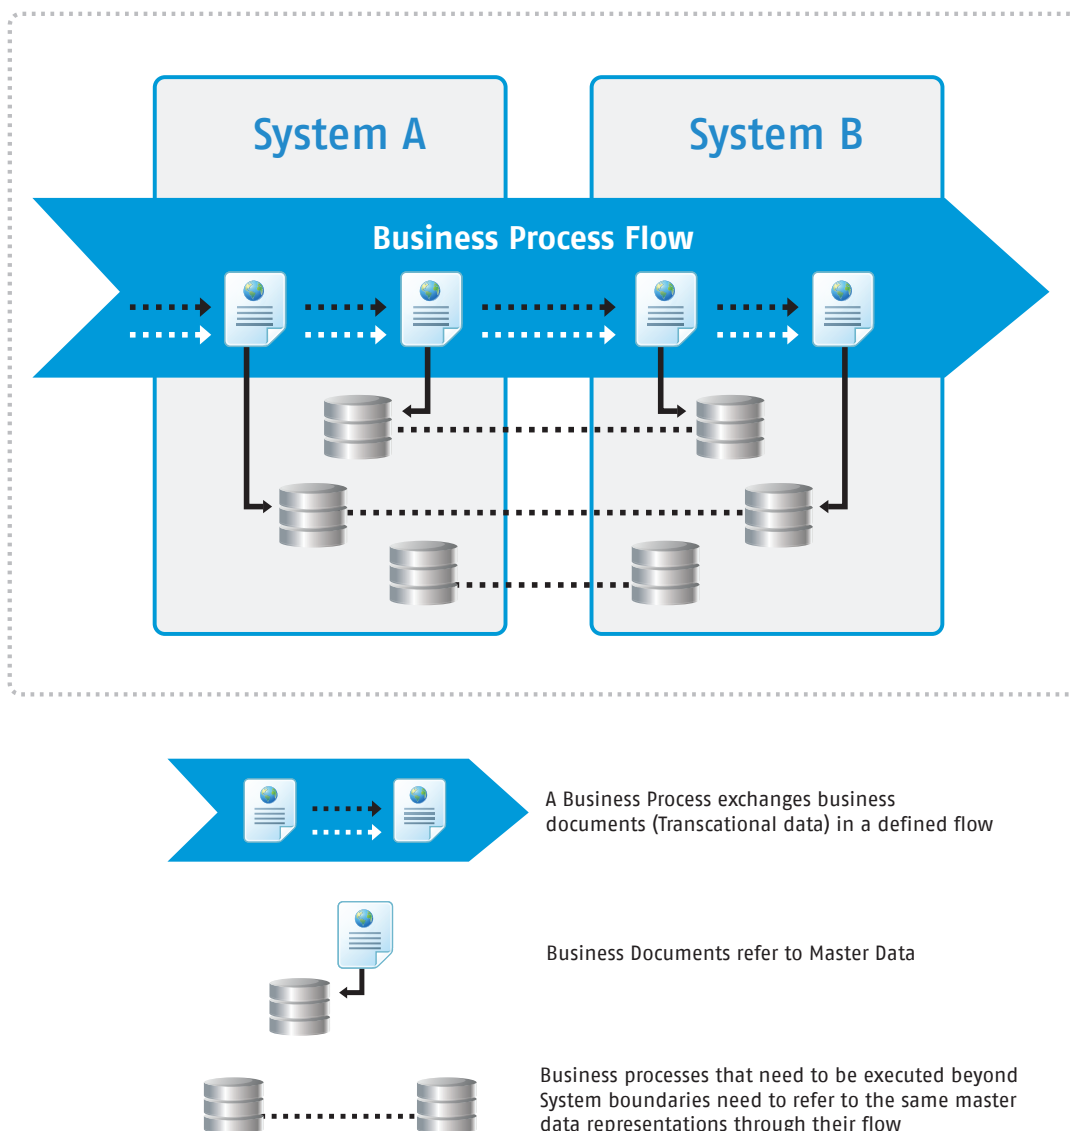 System A
System B
Business Process Flow
A Business Process exchanges business
documents (Transcational data) in a defined flow
Business Documents refer to Master Data
Business processes that need to be executed beyond
System boundaries need to refer to the same master
data representations through their flow